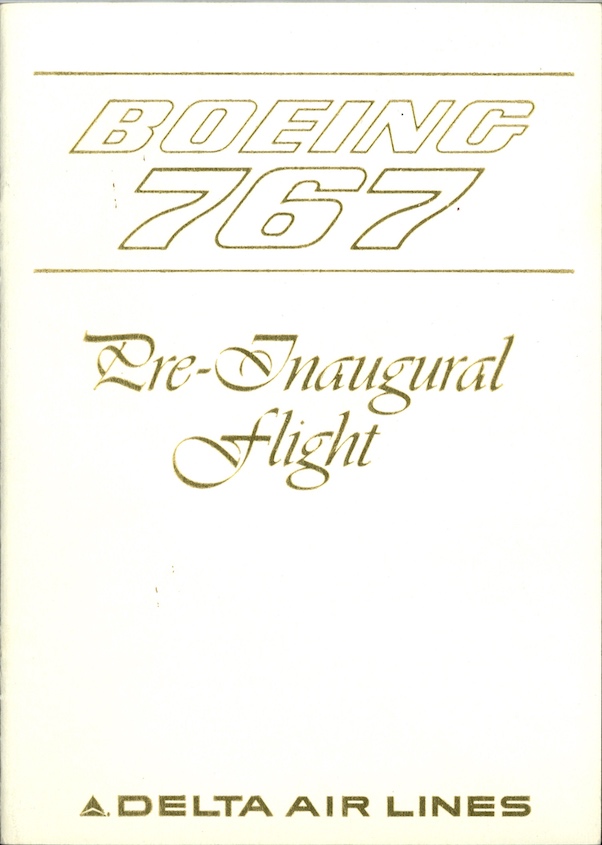 BOEING
767
Pre-Inaugural
flight
DELTA AIR LINES